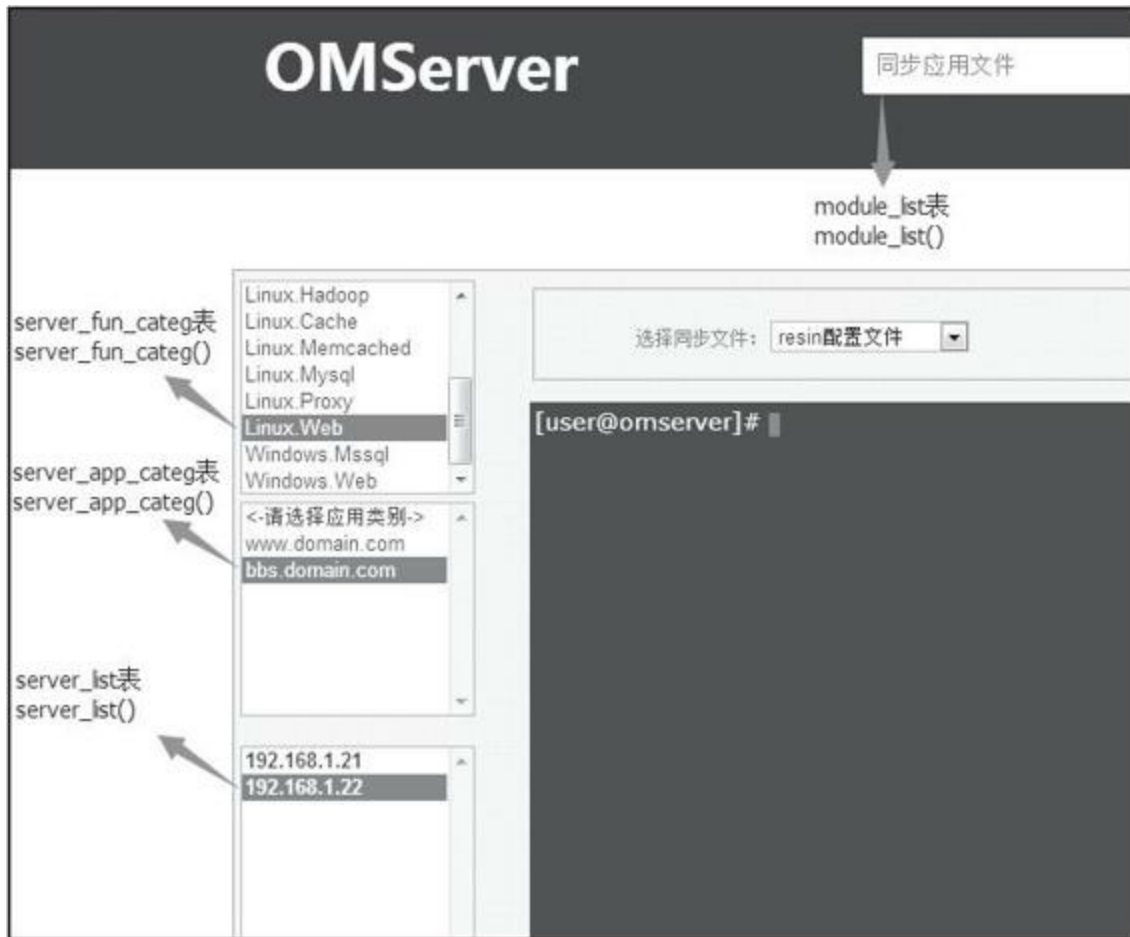 OMServer
同步应用文件
module_list表
module_list()
server_fun_categ表
server_fun_categ()
Linux.Hadoop
Linux.Cache
Linux.Memcached
Linux.Mysql
Linux.Proxy
Linux.Web
Windows.Mssql
Windows.Web
选择同步文件：
resin配置文件
[user@omserver]#
server_app_categ表
server_app_categ()
<-请选择应用类别->
www.domain.com
bbs.domain.com
server_list表
server_list()
192.168.1.21
192.168.1.22